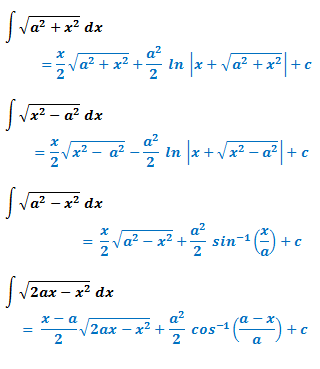 ∫√(a² + x²) dx
= x/2 √(a² + x²) + a²/2 ln |x + √(a² + x²)| + c
∫√(x² − a²) dx
= x/2 √(x² − a²) − a²/2 ln |x + √(x² − a²)| + c
∫√(a² − x²) dx
= x/2 √(a² − x²) + a²/2 sin⁻¹(x/a) + c
∫√(2ax − x²) dx
= (x − a)/2 √(2ax − x²) + a²/2 cos⁻¹((a − x)/a) + c